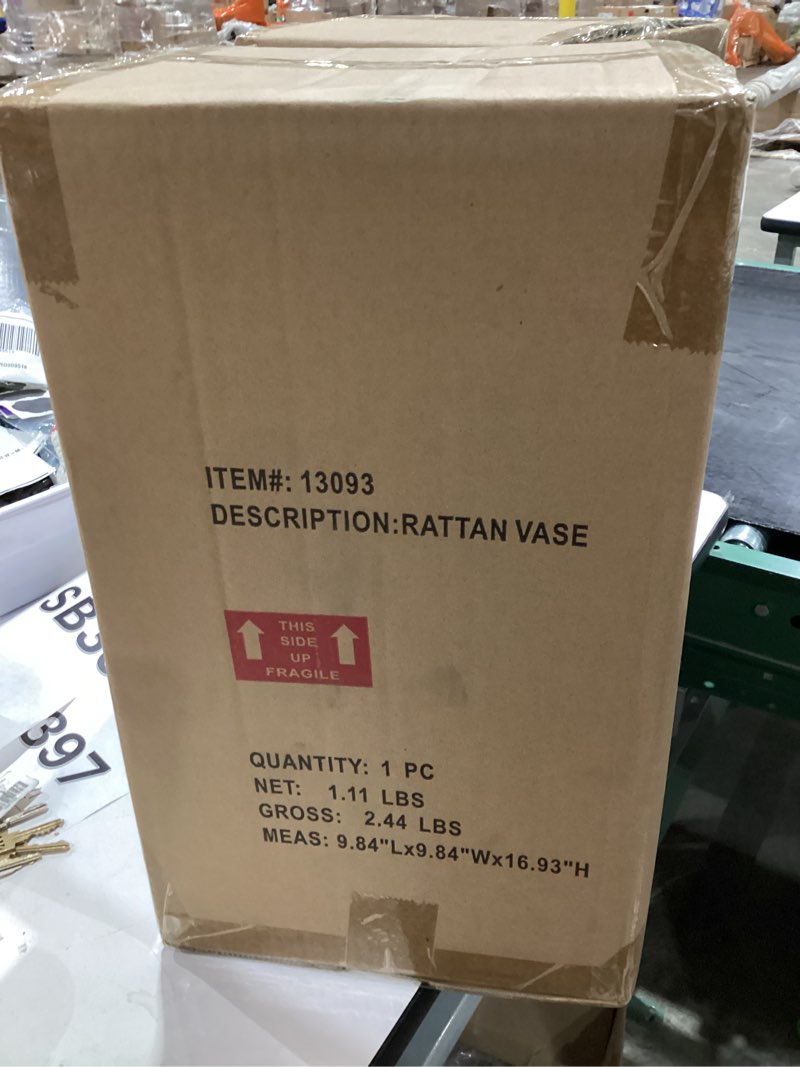 ITEM#: 13093
DESCRIPTION:RATTAN VASE
THIS
SIDE
UP
FRAGILE
QUANTITY: 1 PC
NET: 1.11 LBS
GROSS: 2.44 LBS
MEAS: 9.84"Lx9.84"Wx16.93"H
397